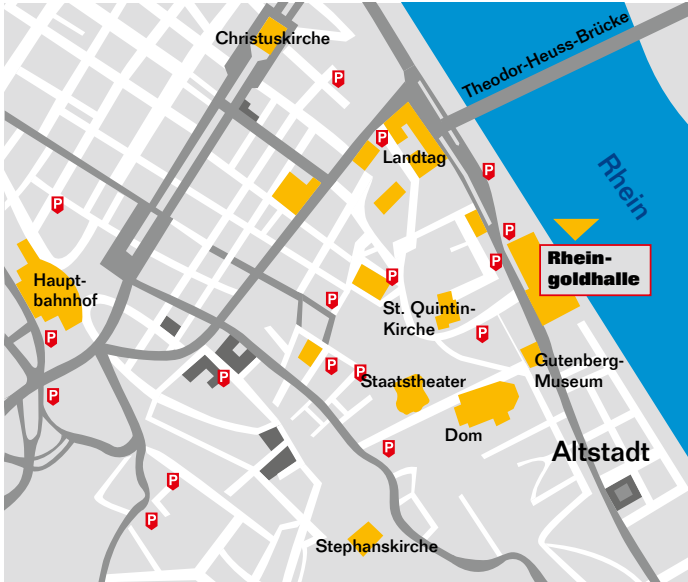 Christuskirche
Theodor-Heuss-Brücke
P
P
Landtag
P
Rhein
P
P
Rhein-
goldhalle
P
Haupt-
bahnhof
P
P
St. Quintin-
Kirche
P
P
Gutenberg-
Museum
P
P
P
Staatstheater
P
Dom
P
Altstadt
P
P
Stephanskirche